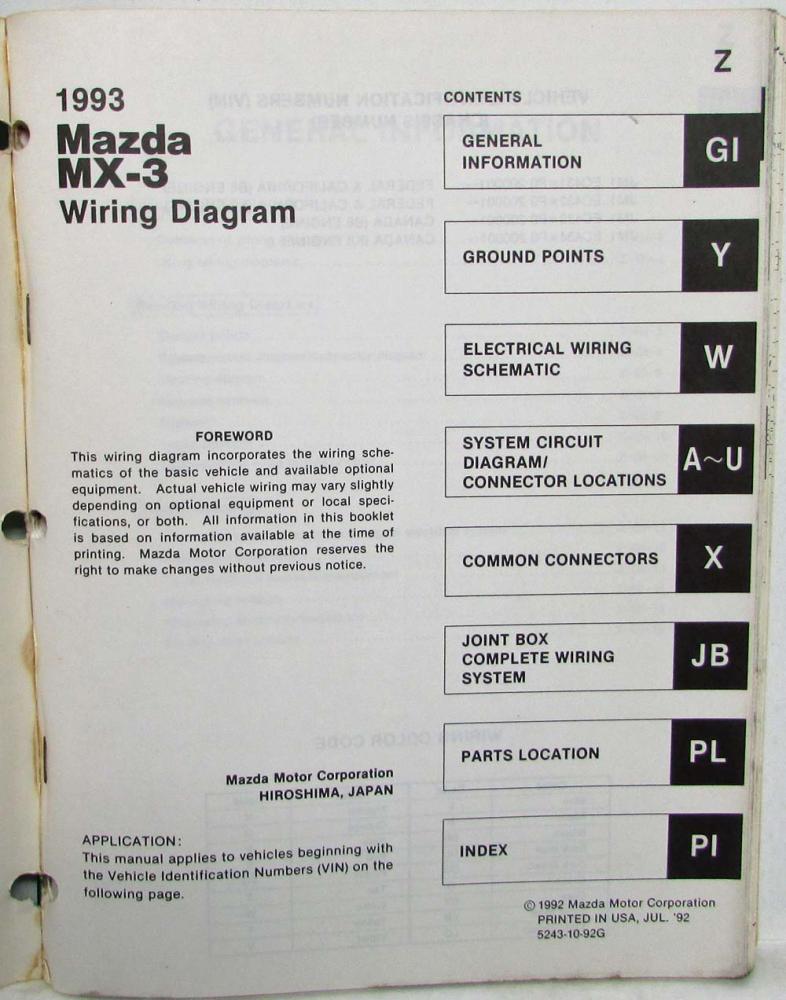 Z
1993
Mazda
MX-3
Wiring Diagram
FOREWORD
This wiring diagram incorporates the wiring sche-
matics of the basic vehicle and available optional
equipment. Actual vehicle wiring may vary slightly
depending on optional equipment or local speci-
fications, or both. All information in this booklet
is based on information available at the time of
printing. Mazda Motor Corporation reserves the
right to make changes without previous notice.
Mazda Motor Corporation
HIROSHIMA, JAPAN
APPLICATION:
This manual applies to vehicles beginning with
the Vehicle Identification Numbers (VIN) on the
following page.
CONTENTS
GENERAL
INFORMATION
GI
GROUND POINTS
Y
ELECTRICAL WIRING
SCHEMATIC
W
SYSTEM CIRCUIT
DIAGRAM/
CONNECTOR LOCATIONS
A~U
COMMON CONNECTORS
X
JOINT BOX
COMPLETE WIRING
SYSTEM
JB
PARTS LOCATION
PL
INDEX
PI
© 1992 Mazda Motor Corporation
PRINTED IN USA, JUL. '92
5243-10-92G